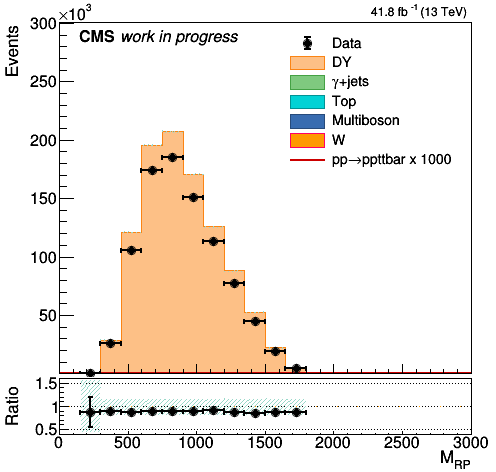 41.8 fb⁻¹ (13 TeV)
300×10³
CMS work in progress
Events
Data
DY
γ+jets
Top
Multiboson
W
pp→ppttbar x 1000
250
200
150
100
50
Ratio
1.5
1
0.5
0 500 1000 1500 2000 2500 3000
M_RP